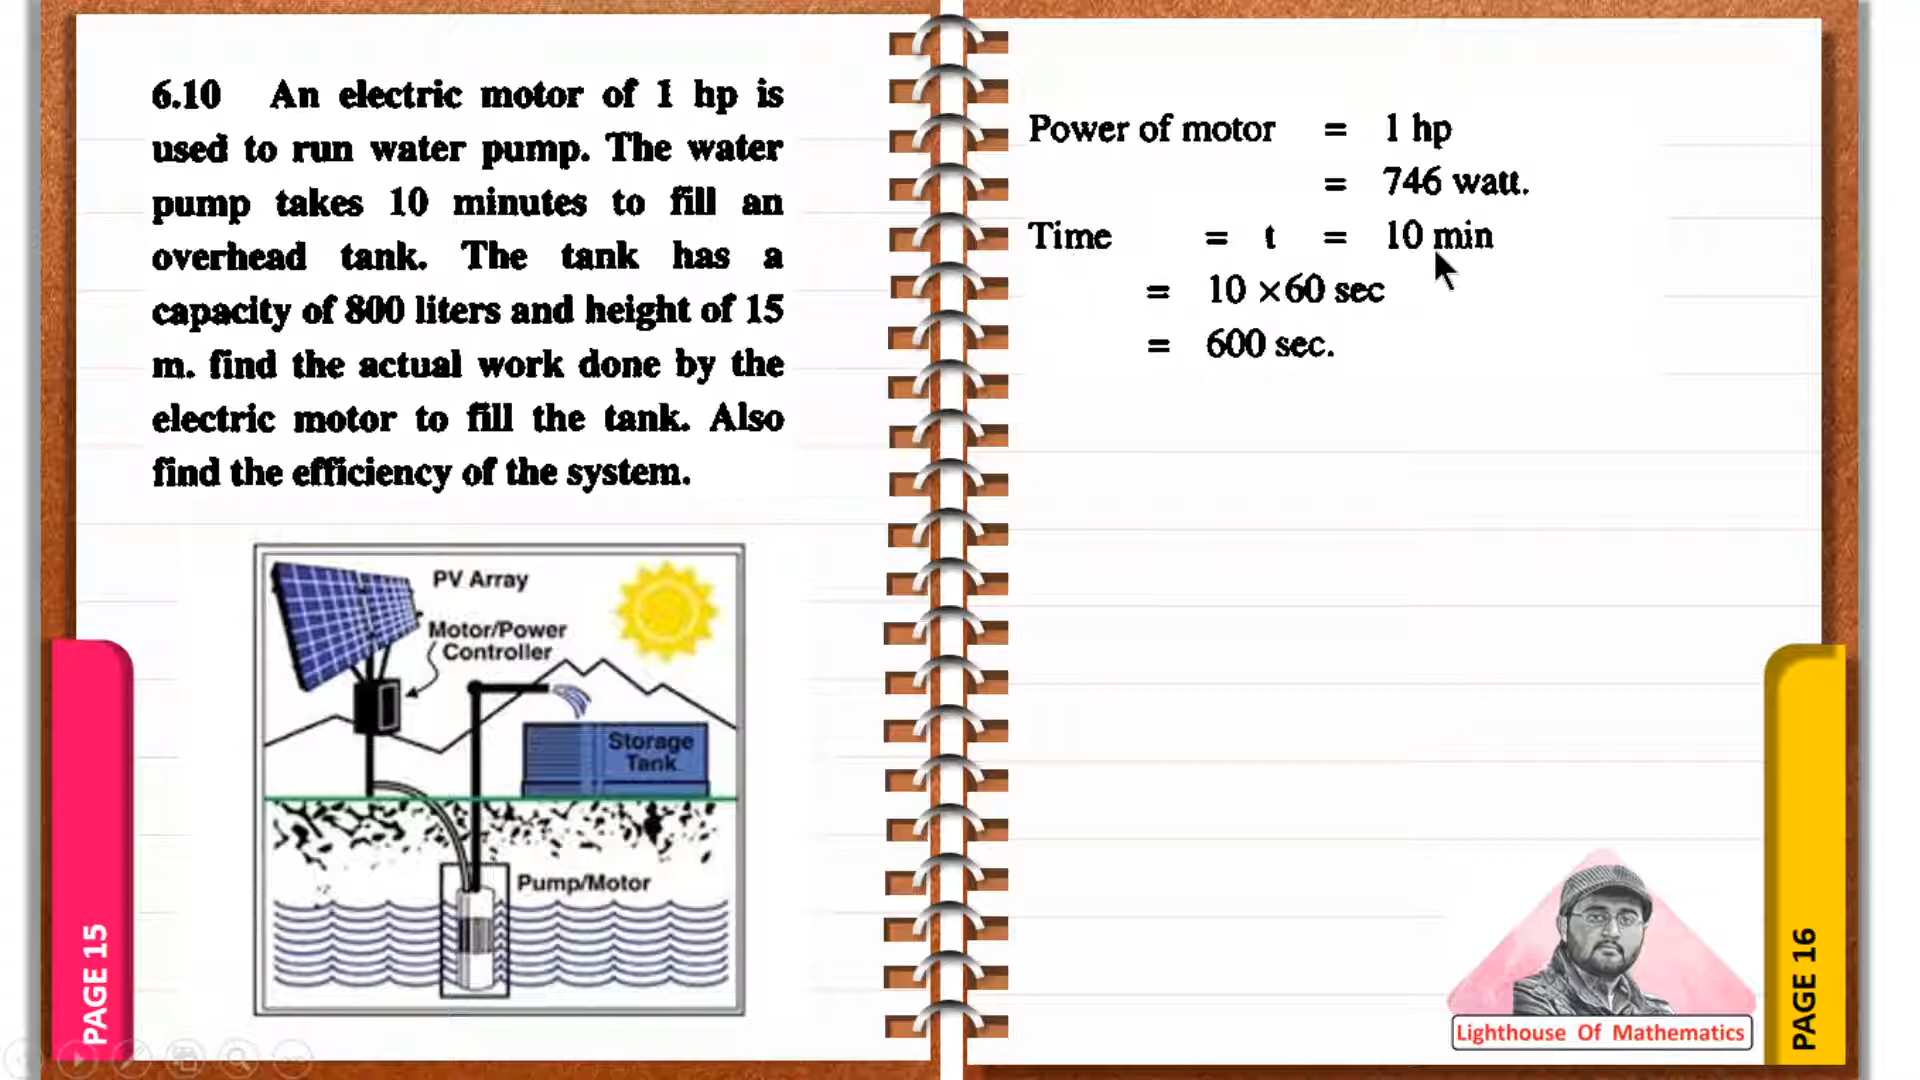 6.10 An electric motor of 1 hp is
used to run water pump. The water
pump takes 10 minutes to fill an
overhead tank. The tank has a
capacity of 800 liters and height of 15
m. find the actual work done by the
electric motor to fill the tank. Also
find the efficiency of the system.
PV Array
Motor/Power
Controller
Storage
Tank
Pump/Motor
PAGE 15
Power of motor = 1 hp
= 746 watt.
Time = t = 10 min
= 10 ×60 sec
= 600 sec.
Lighthouse Of Mathematics
PAGE 16